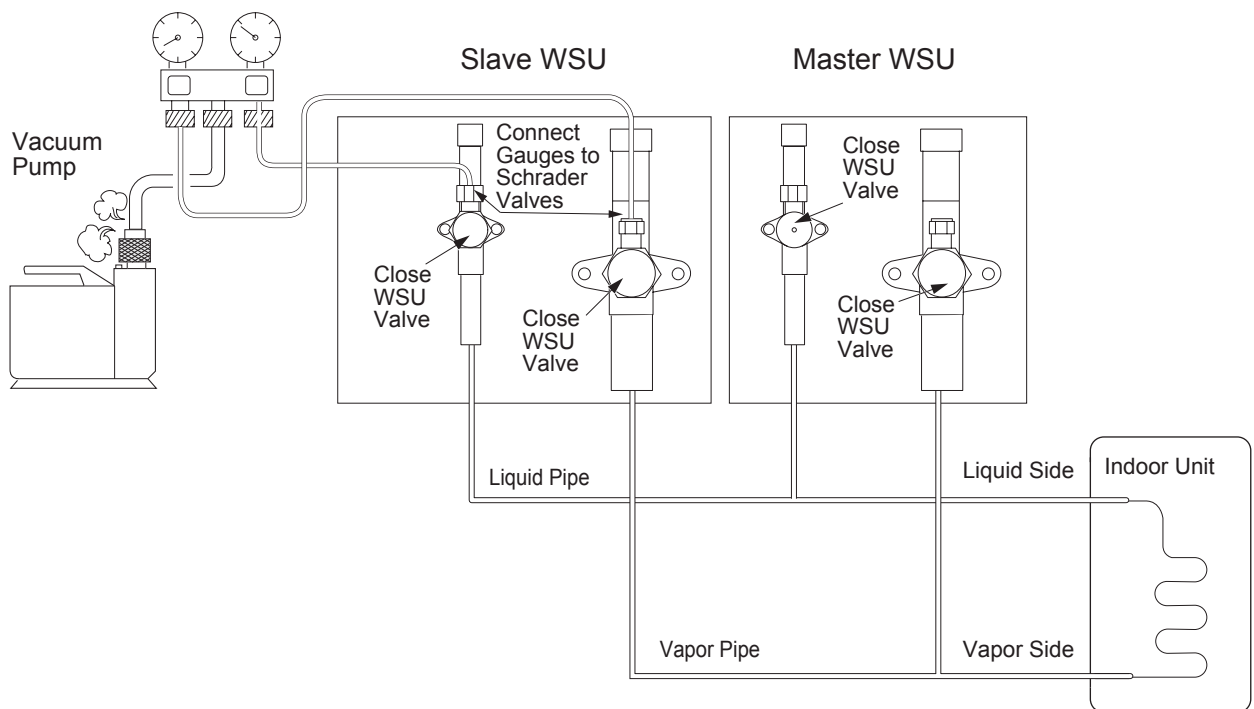 Slave WSU
Master WSU
Vacuum
Pump
Connect
Gauges to
Schrader
Valves
Close
WSU
Valve
Close
WSU
Valve
Close
WSU
Valve
Close
WSU
Valve
Liquid Pipe
Liquid Side
Indoor Unit
Vapor Pipe
Vapor Side